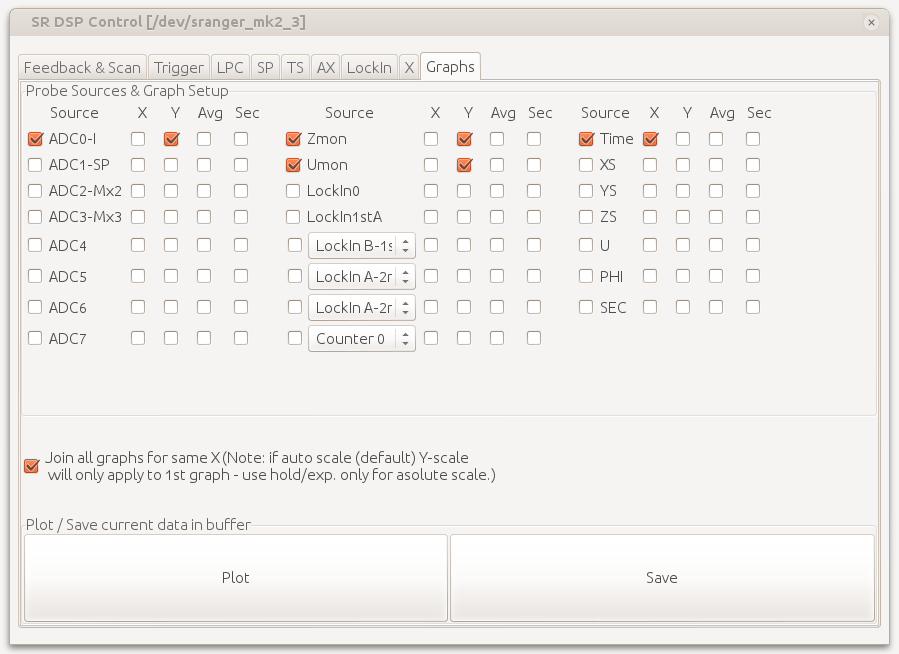 SR DSP Control [/dev/sranger_mk2_3]
Feedback & Scan Trigger LPC SP TS AX LockIn X Graphs
Probe Sources & Graph Setup
Source X Y Avg Sec Source X Y Avg Sec Source X Y Avg Sec
ADC0-I Zmon Time
ADC1-SP Umon XS
ADC2-Mx2 LockIn0 YS
ADC3-Mx3 LockIn1stA ZS
ADC4 LockIn B-1s U
ADC5 LockIn A-2r PHI
ADC6 LockIn A-2r SEC
ADC7 Counter 0
Join all graphs for same X (Note: if auto scale (default) Y-scale
will only apply to 1st graph - use hold/exp. only for asolute scale.)
Plot / Save current data in buffer
Plot Save